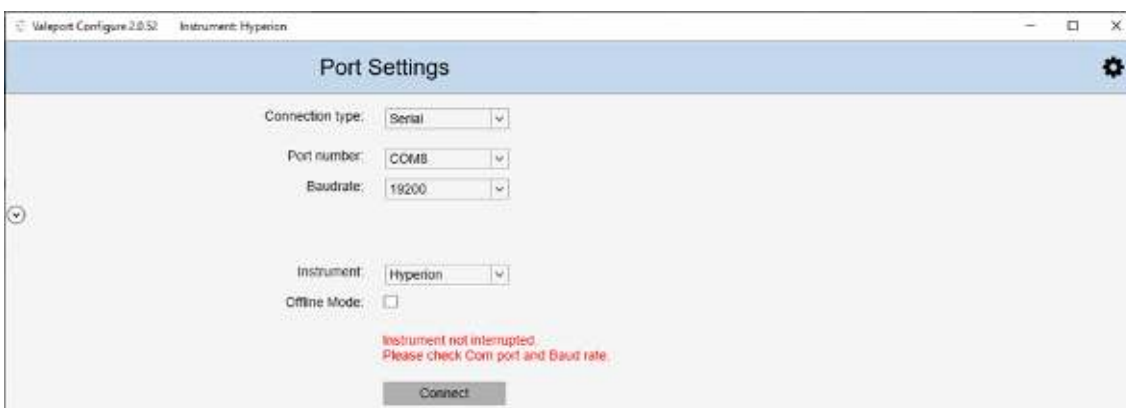 Valeport Configure 2.0.52 Instrument: Hyperion
Port Settings
Connection type: Serial
Port number: COM8
Baudrate: 19200
Instrument: Hyperion
Offline Mode:
Instrument not interrupted.
Please check Com port and Baud rate.
Connect